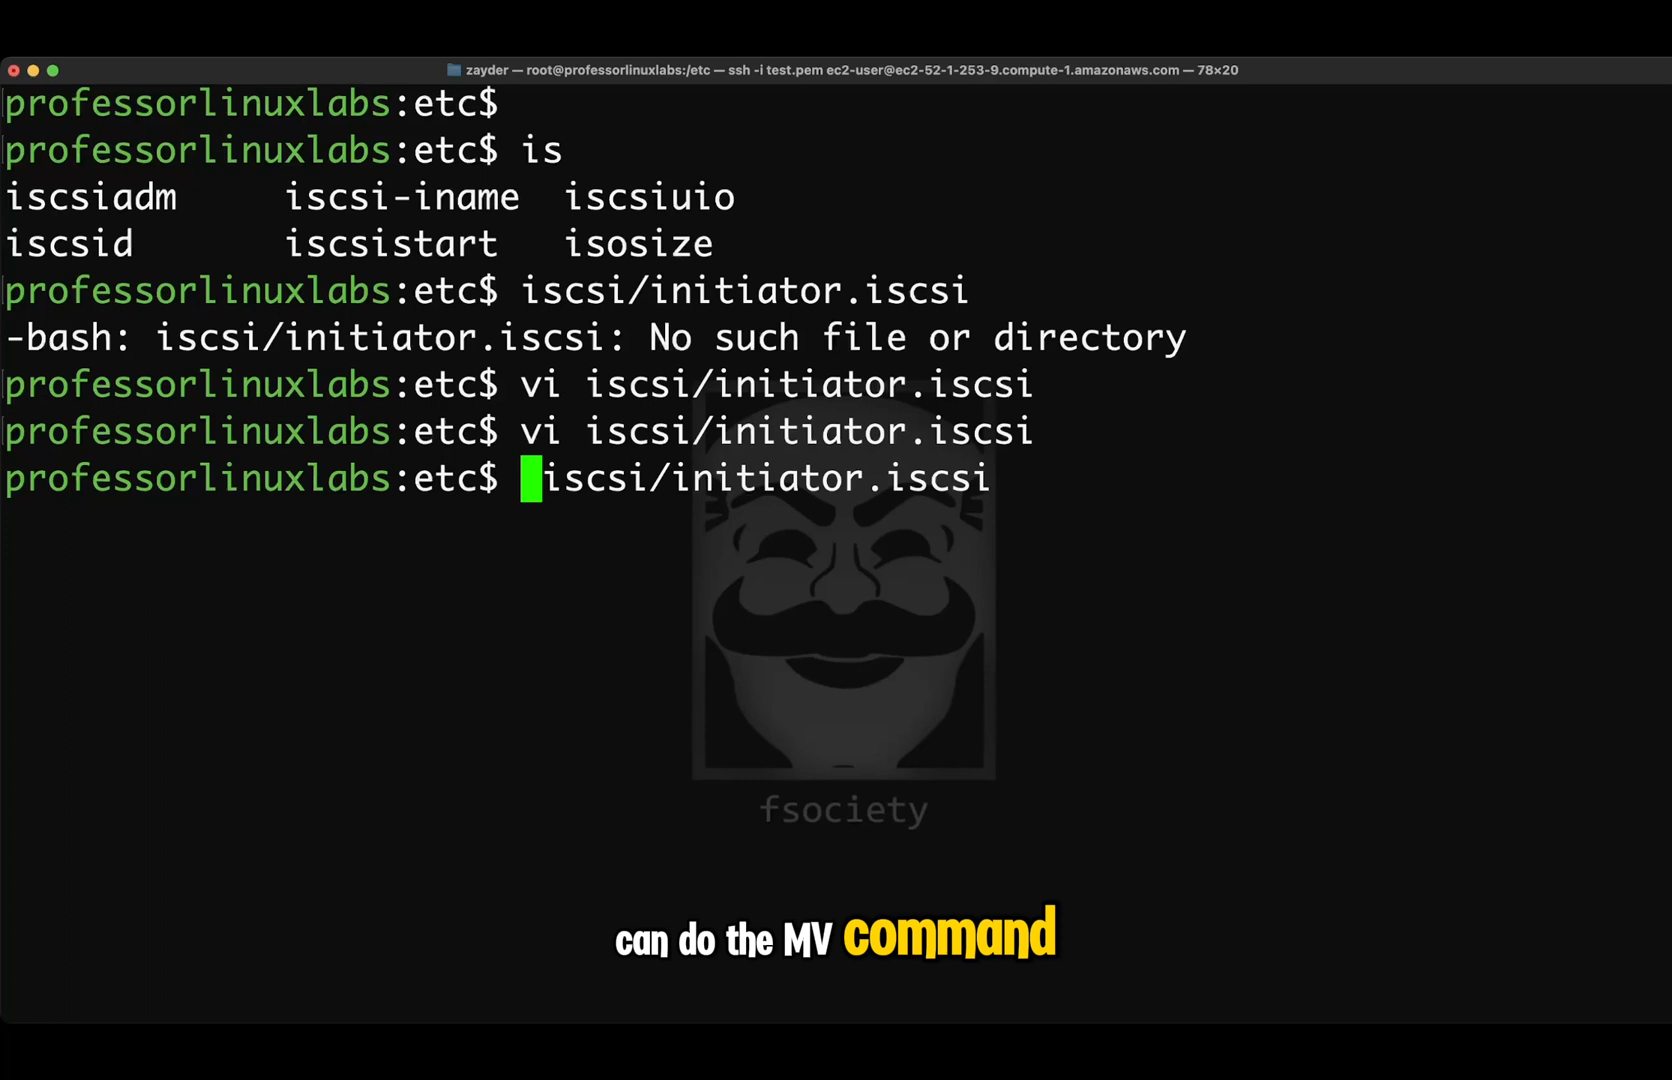 zayder — root@professorlinuxlabs:/etc — ssh -i test.pem ec2-user@ec2-52-1-253-9.compute-1.amazonaws.com — 78×20
professorlinuxlabs:etc$
professorlinuxlabs:etc$ is
iscsiadm iscsi-iname iscsiuio
iscsid iscsistart isosize
professorlinuxlabs:etc$ iscsi/initiator.iscsi
-bash: iscsi/initiator.iscsi: No such file or directory
professorlinuxlabs:etc$ vi iscsi/initiator.iscsi
professorlinuxlabs:etc$ vi iscsi/initiator.iscsi
professorlinuxlabs:etc$ iscsi/initiator.iscsi
fsociety
can do the MV command